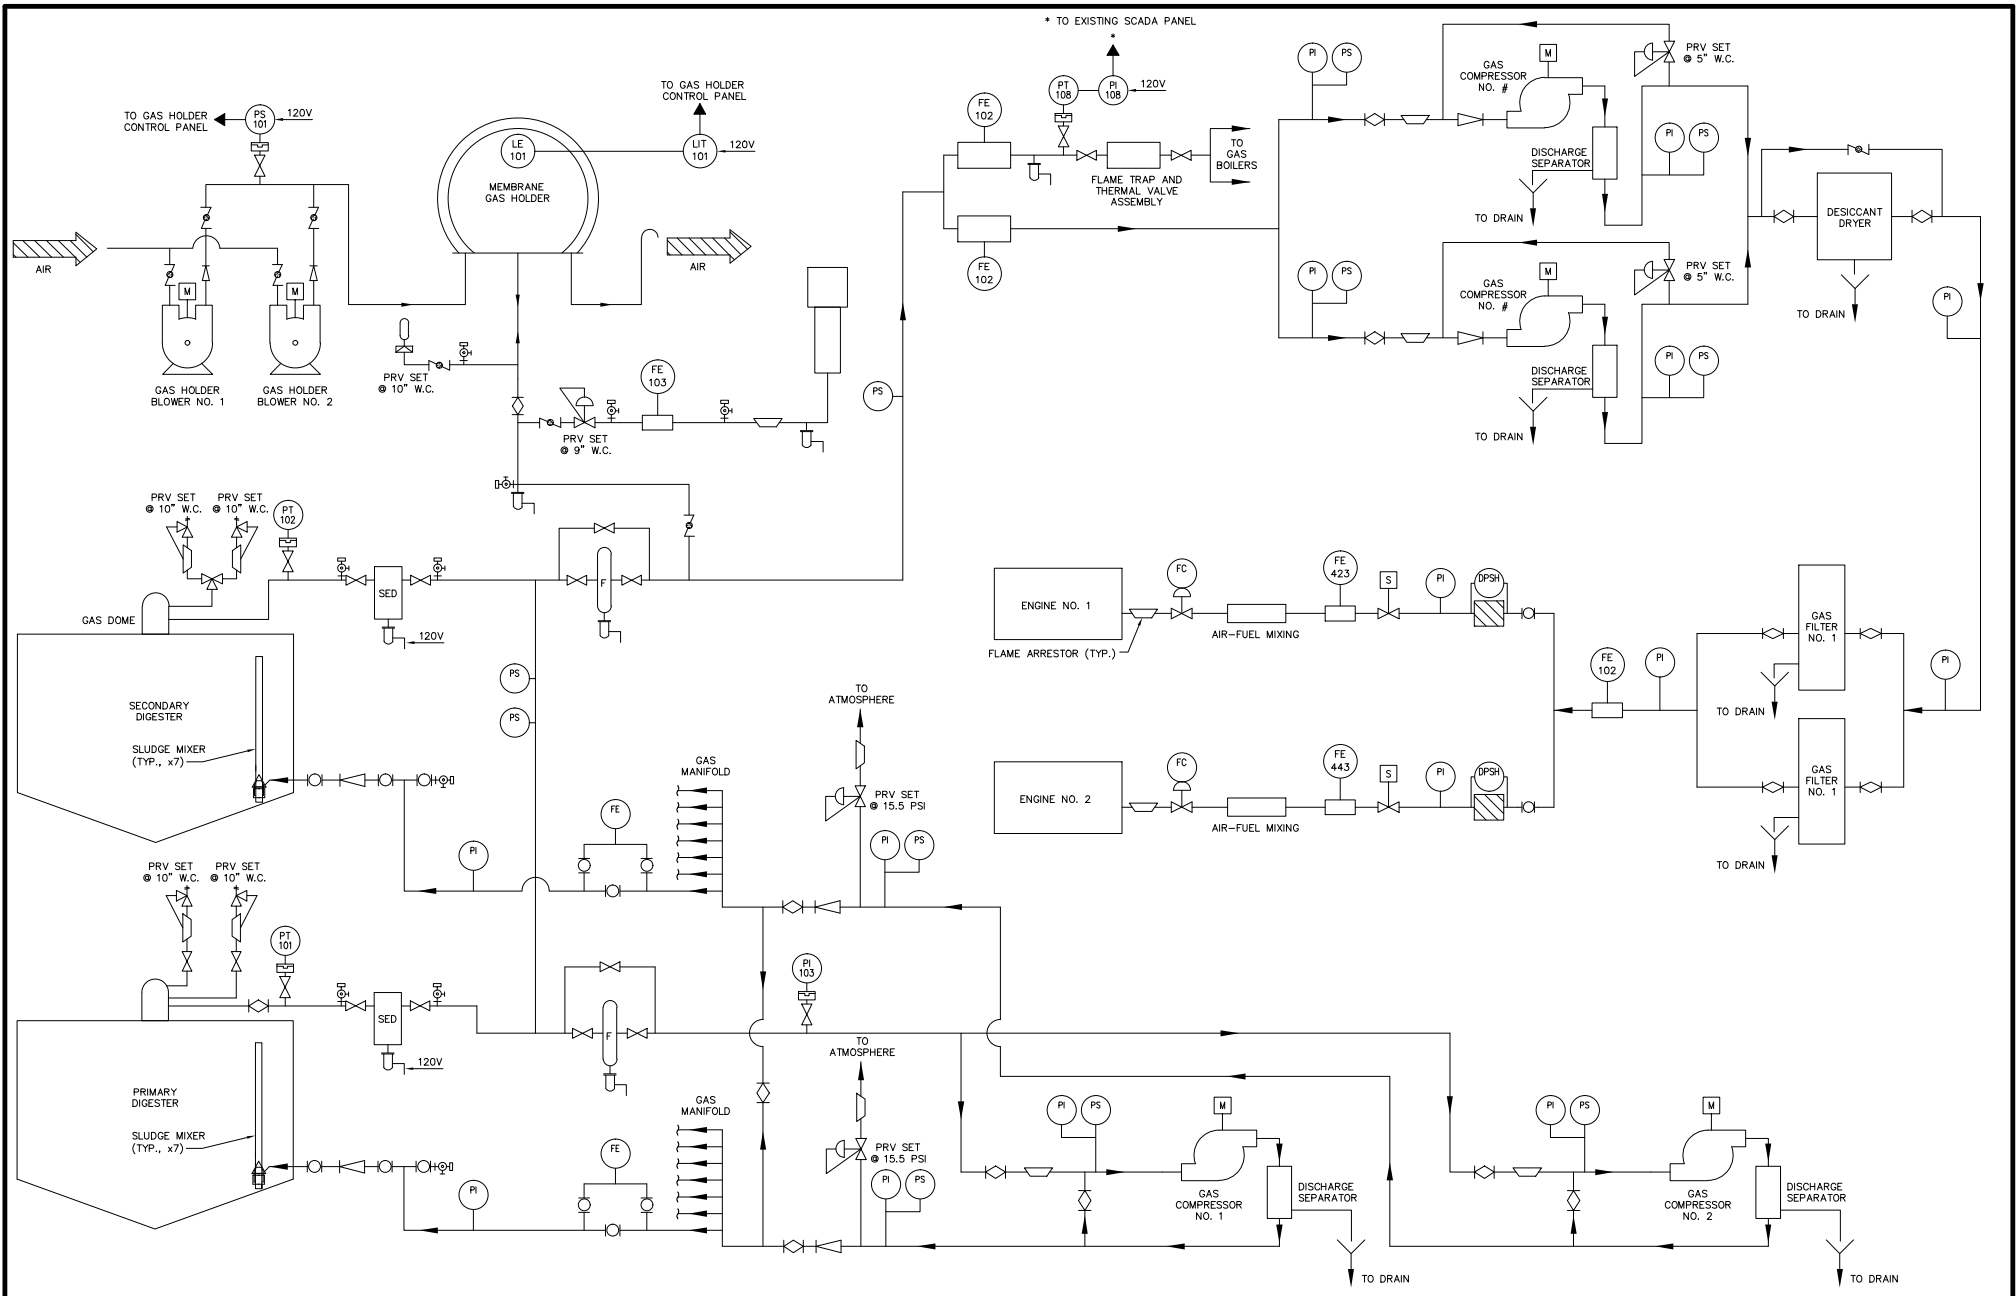 * TO EXISTING SCADA PANEL
*
TO GAS HOLDER
CONTROL PANEL
PS
101
120V
TO GAS HOLDER
CONTROL PANEL
LE
101
LIT
101
120V
MEMBRANE
GAS HOLDER
AIR
AIR
M
M
GAS HOLDER
BLOWER NO. 1
GAS HOLDER
BLOWER NO. 2
PRV SET
@ 10" W.C.
FE
103
PRV SET
@ 9" W.C.
PS
FE
102
FE
102
PT
108
PI
108
120V
FLAME TRAP AND
THERMAL VALVE
ASSEMBLY
TO
GAS
BOILERS
PI
PS
GAS
COMPRESSOR
NO. #
M
PRV SET
@ 5" W.C.
DISCHARGE
SEPARATOR
PI
PS
TO DRAIN
PI
PS
GAS
COMPRESSOR
NO. #
M
PRV SET
@ 5" W.C.
DISCHARGE
SEPARATOR
PI
PS
TO DRAIN
DESICCANT
DRYER
TO DRAIN
PI
PRV SET
@ 10" W.C.
PRV SET
@ 10" W.C.
PT
102
GAS DOME
SED
120V
F
SECONDARY
DIGESTER
SLUDGE MIXER
(TYP., x7)
PS
PS
PI
FE
GAS
MANIFOLD
TO
ATMOSPHERE
PRV SET
@ 15.5 PSI
PI
PS
ENGINE NO. 1
FLAME ARRESTOR (TYP.)
FC
AIR-FUEL MIXING
FE
423
S
PI
DPSH
ENGINE NO. 2
FC
AIR-FUEL MIXING
FE
443
S
PI
DPSH
FE
102
PI
GAS
FILTER
NO. 1
TO DRAIN
PI
GAS
FILTER
NO. 1
TO DRAIN
PRV SET
@ 10" W.C.
PRV SET
@ 10" W.C.
PT
101
SED
120V
F
PI
103
PRIMARY
DIGESTER
SLUDGE MIXER
(TYP., x7)
PI
FE
GAS
MANIFOLD
TO
ATMOSPHERE
PRV SET
@ 15.5 PSI
PI
PS
PI
PS
M
GAS
COMPRESSOR
NO. 1
DISCHARGE
SEPARATOR
TO DRAIN
PI
PS
M
GAS
COMPRESSOR
NO. 2
DISCHARGE
SEPARATOR
TO DRAIN